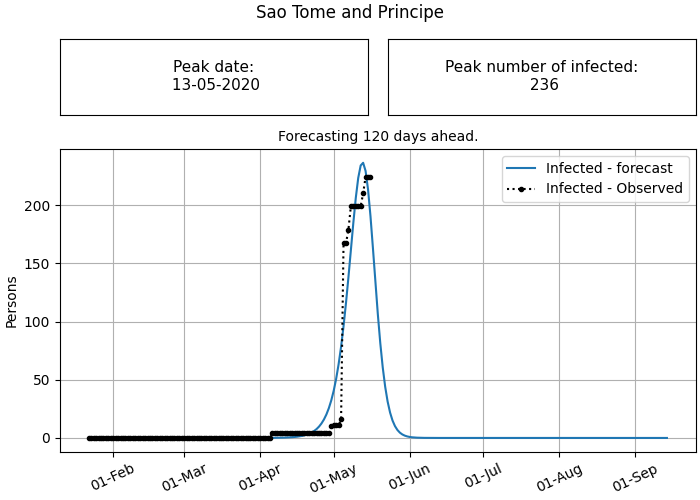 Sao Tome and Principe
Peak date:
13-05-2020
Peak number of infected:
236
Forecasting 120 days ahead.
Infected - forecast
Infected - Observed
Persons
200
150
100
50
0
01-Feb
01-Mar
01-Apr
01-May
01-Jun
01-Jul
01-Aug
01-Sep